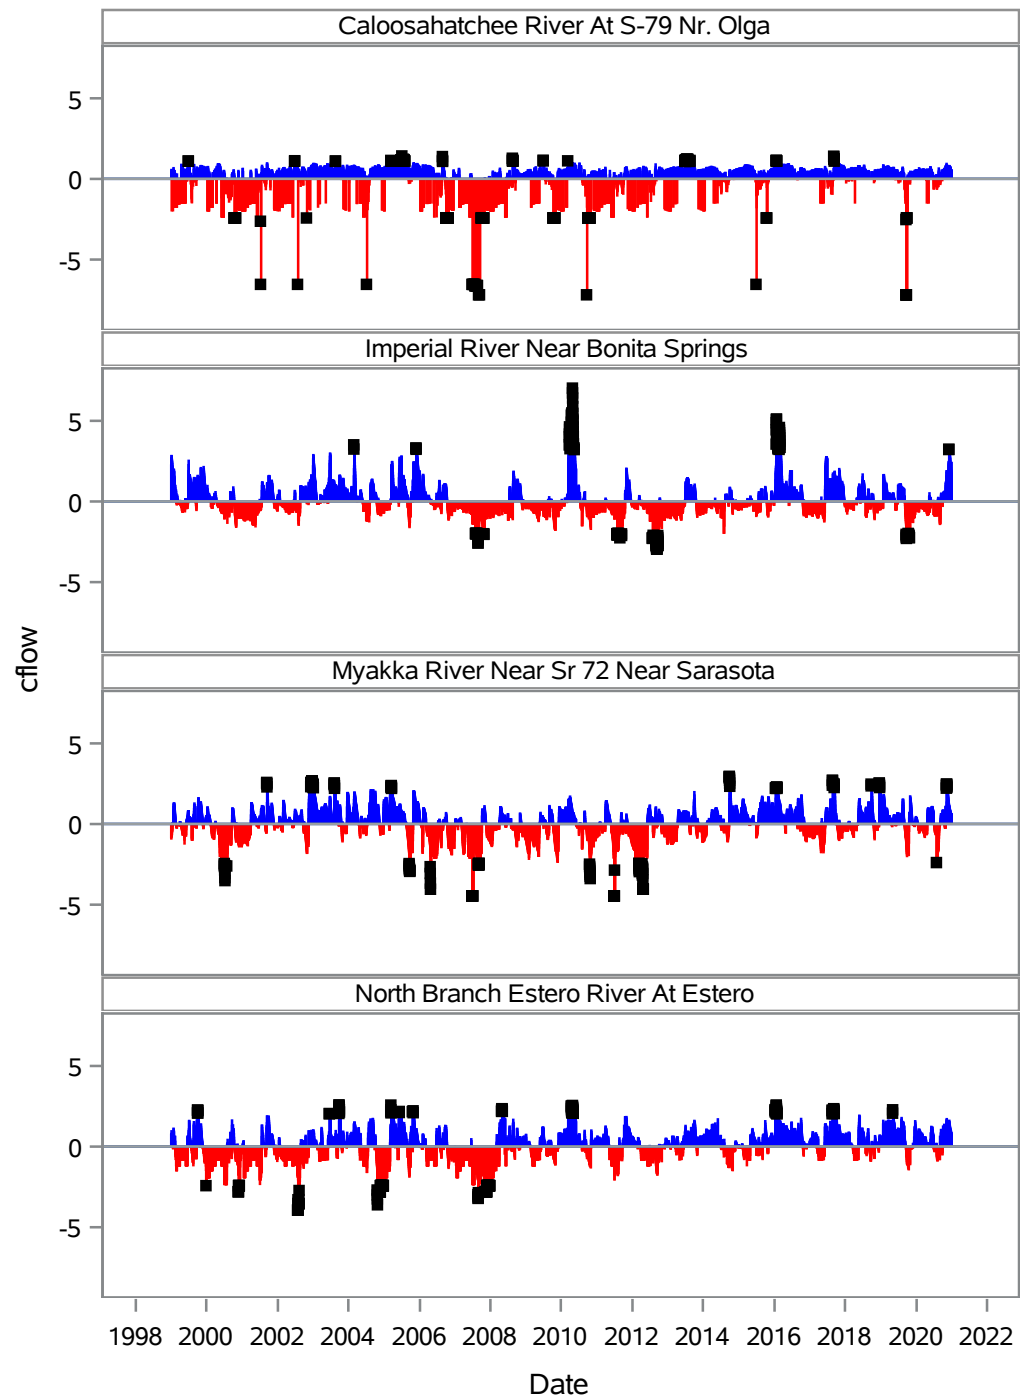 Caloosahatchee River At S-79 Nr. Olga
5
0
-5
Imperial River Near Bonita Springs
5
0
-5
cflow
Myakka River Near Sr 72 Near Sarasota
5
0
-5
North Branch Estero River At Estero
5
0
-5
1998 2000 2002 2004 2006 2008 2010 2012 2014 2016 2018 2020 2022
Date